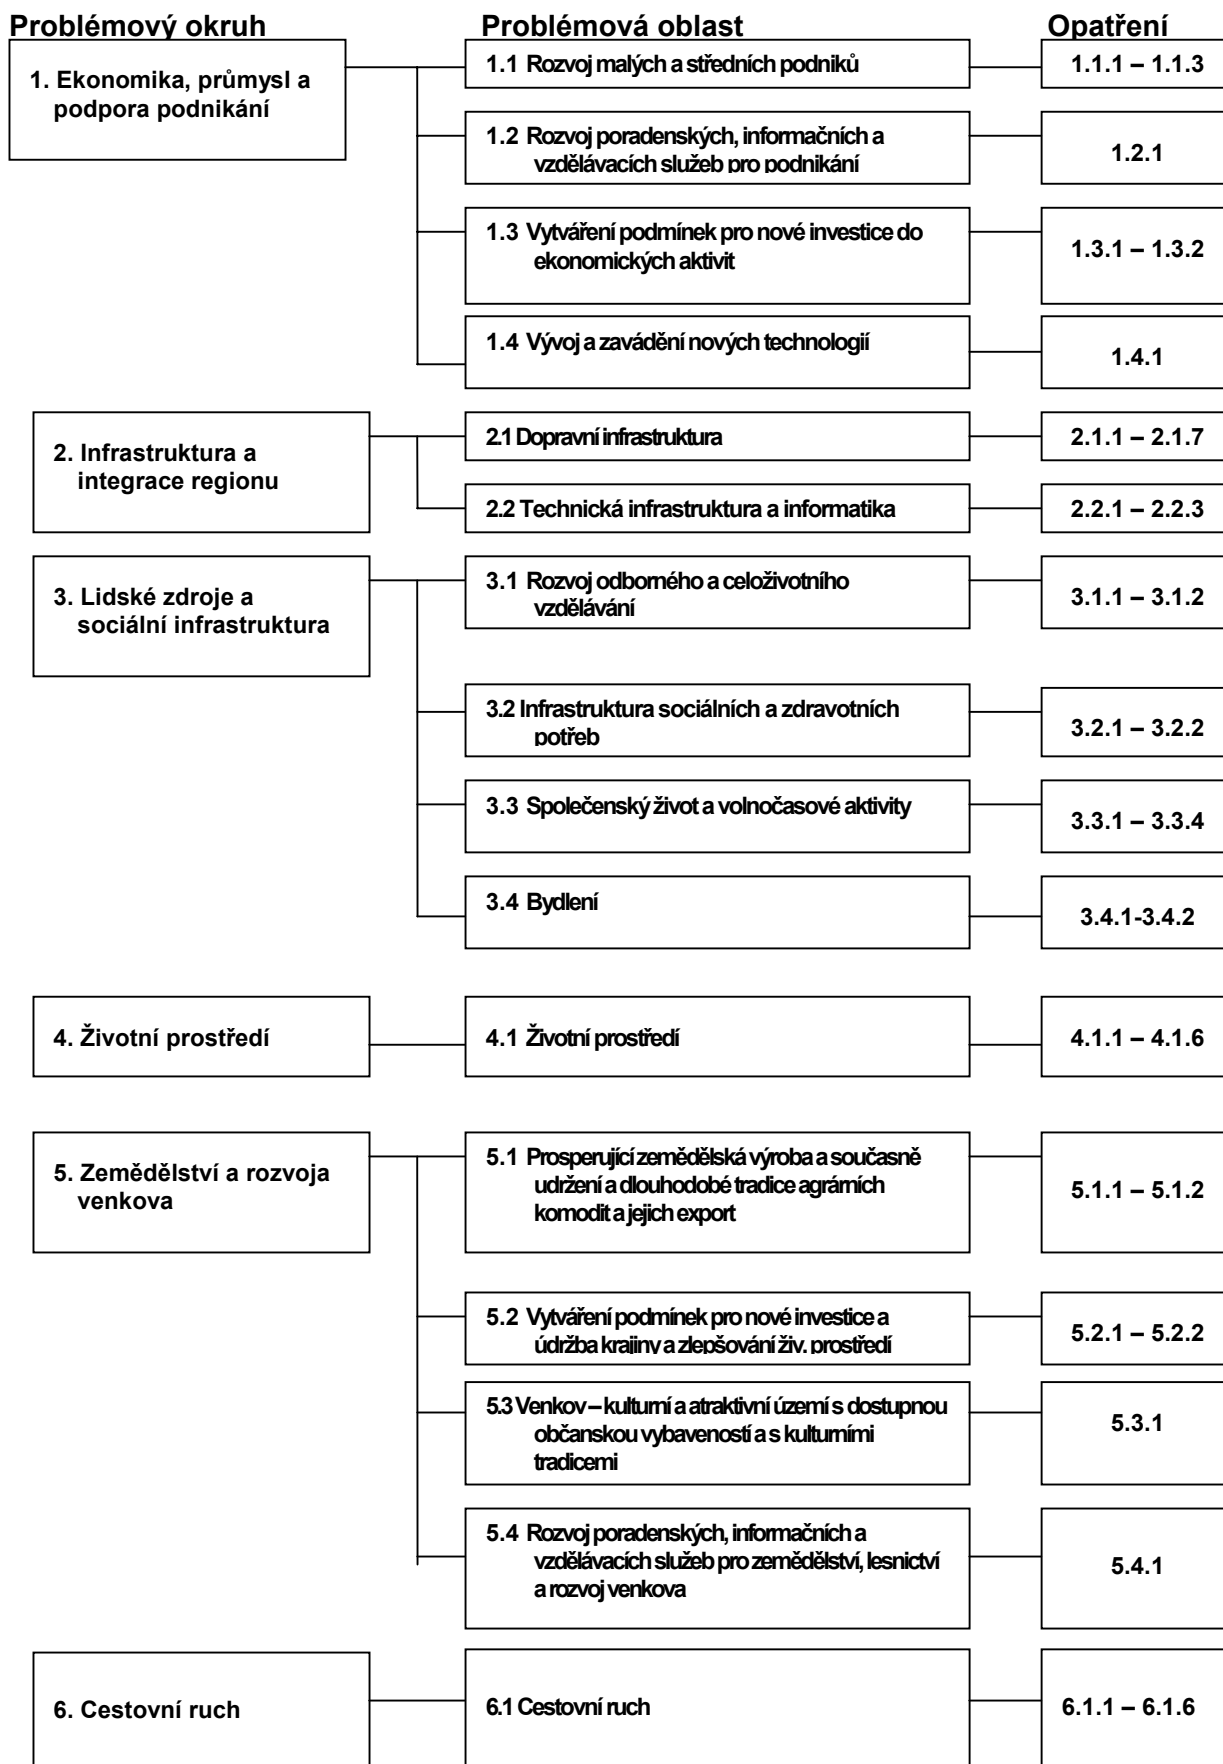 Problémový okruh Problémová oblast Opatření
1. Ekonomika, průmysl a
podpora podnikání
1.1 Rozvoj malých a středních podniků
1.1.1 – 1.1.3
1.2 Rozvoj poradenských, informačních a
vzdělávacích služeb pro podnikání
1.2.1
1.3 Vytváření podmínek pro nové investice do
ekonomických aktivit
1.3.1 – 1.3.2
1.4 Vývoj a zavádění nových technologií
1.4.1
2. Infrastruktura a
integrace regionu
2.1 Dopravní infrastruktura
2.1.1 – 2.1.7
2.2 Technická infrastruktura a informatika
2.2.1 – 2.2.3
3. Lidské zdroje a
sociální infrastruktura
3.1 Rozvoj odborného a celoživotního
vzdělávání
3.1.1 – 3.1.2
3.2 Infrastruktura sociálních a zdravotních
potřeb
3.2.1 – 3.2.2
3.3 Společenský život a volnočasové aktivity
3.3.1 – 3.3.4
3.4 Bydlení
3.4.1-3.4.2
4. Životní prostředí
4.1 Životní prostředí
4.1.1 – 4.1.6
5. Zemědělství a rozvoja
venkova
5.1 Prosperující zemědělská výroba a současně
udržení a dlouhodobé tradice agrárních
komodit a jejich export
5.1.1 – 5.1.2
5.2 Vytváření podmínek pro nové investice a
údržba krajiny a zlepšování živ. prostředí
5.2.1 – 5.2.2
5.3 Venkov – kulturní a atraktivní území s dostupnou
občanskou vybaveností a s kulturními
tradicemi
5.3.1
5.4 Rozvoj poradenských, informačních a
vzdělávacích služeb pro zemědělství, lesnictví
a rozvoj venkova
5.4.1
6. Cestovní ruch
6.1 Cestovní ruch
6.1.1 – 6.1.6